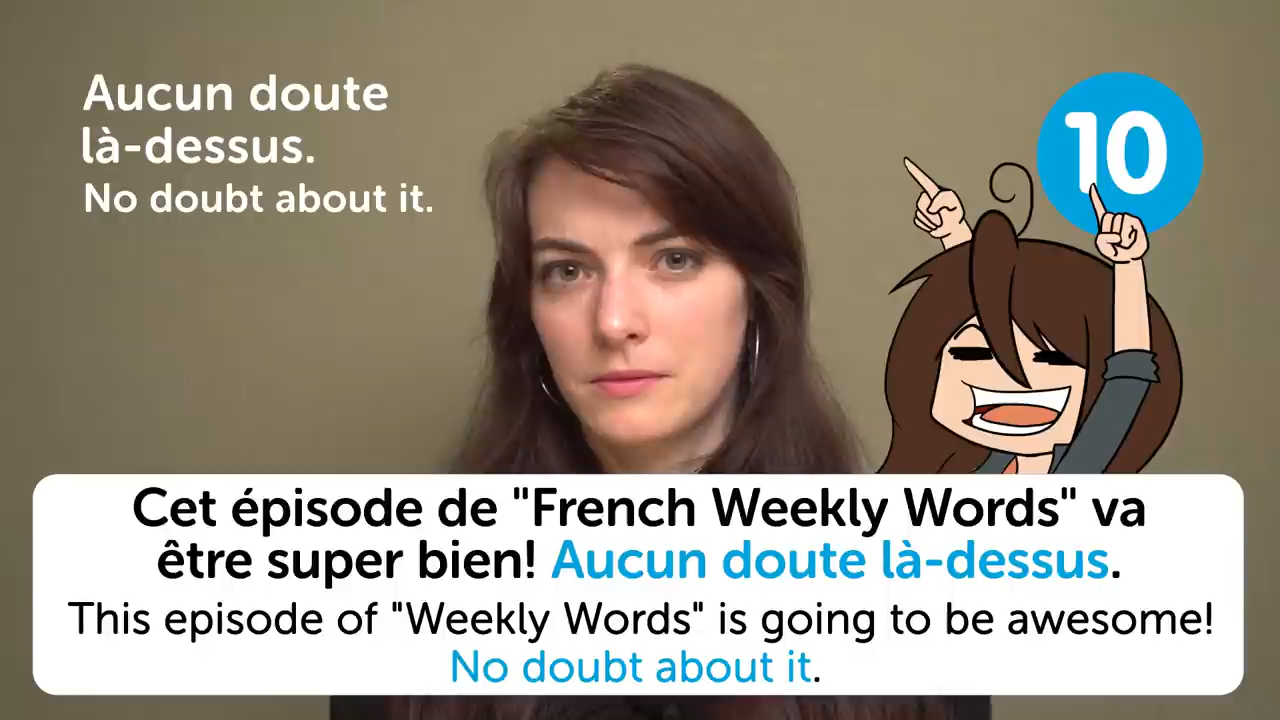 Aucun doute
là-dessus.
No doubt about it.
10
Cet épisode de "French Weekly Words" va
être super bien! Aucun doute là-dessus.
This episode of "Weekly Words" is going to be awesome!
No doubt about it.